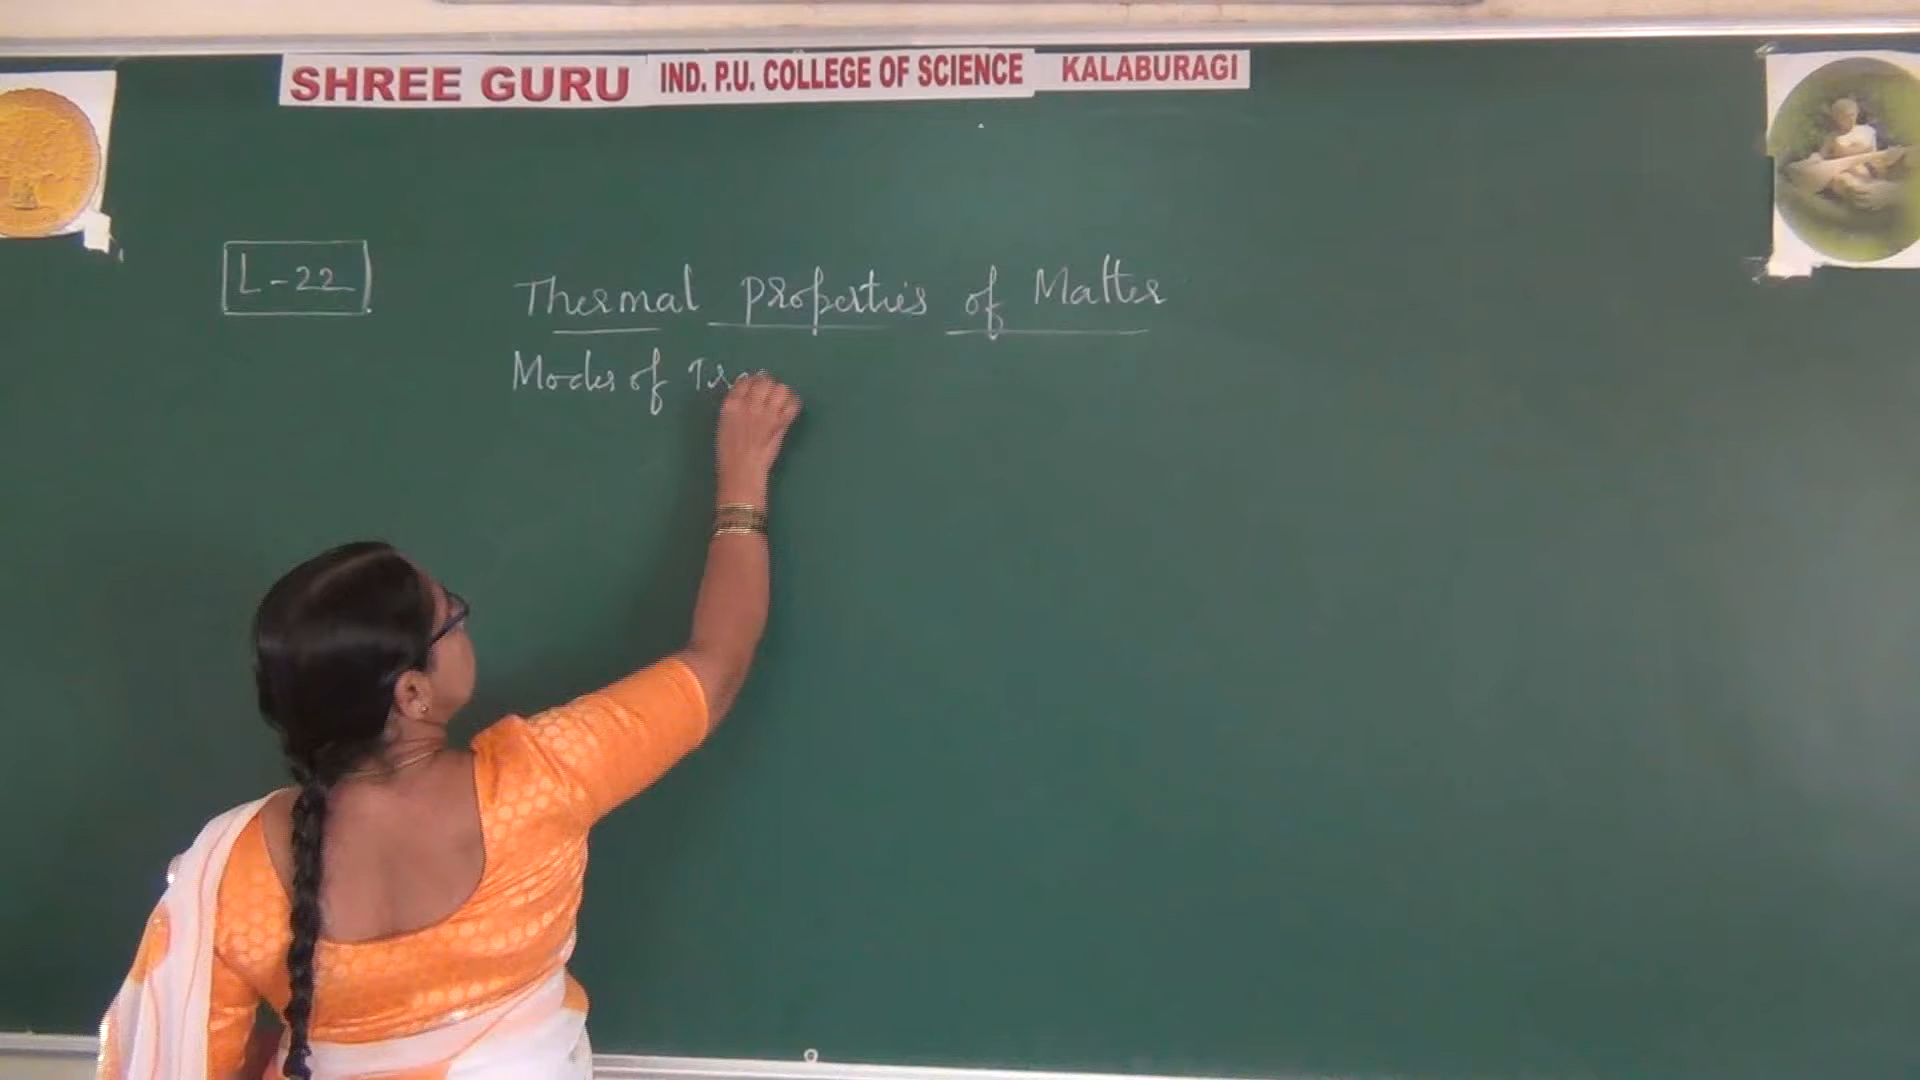 SHREE GURU IND. P.U. COLLEGE OF SCIENCE KALABURAGI
L-22
Thermal properties of Matter
Modes of